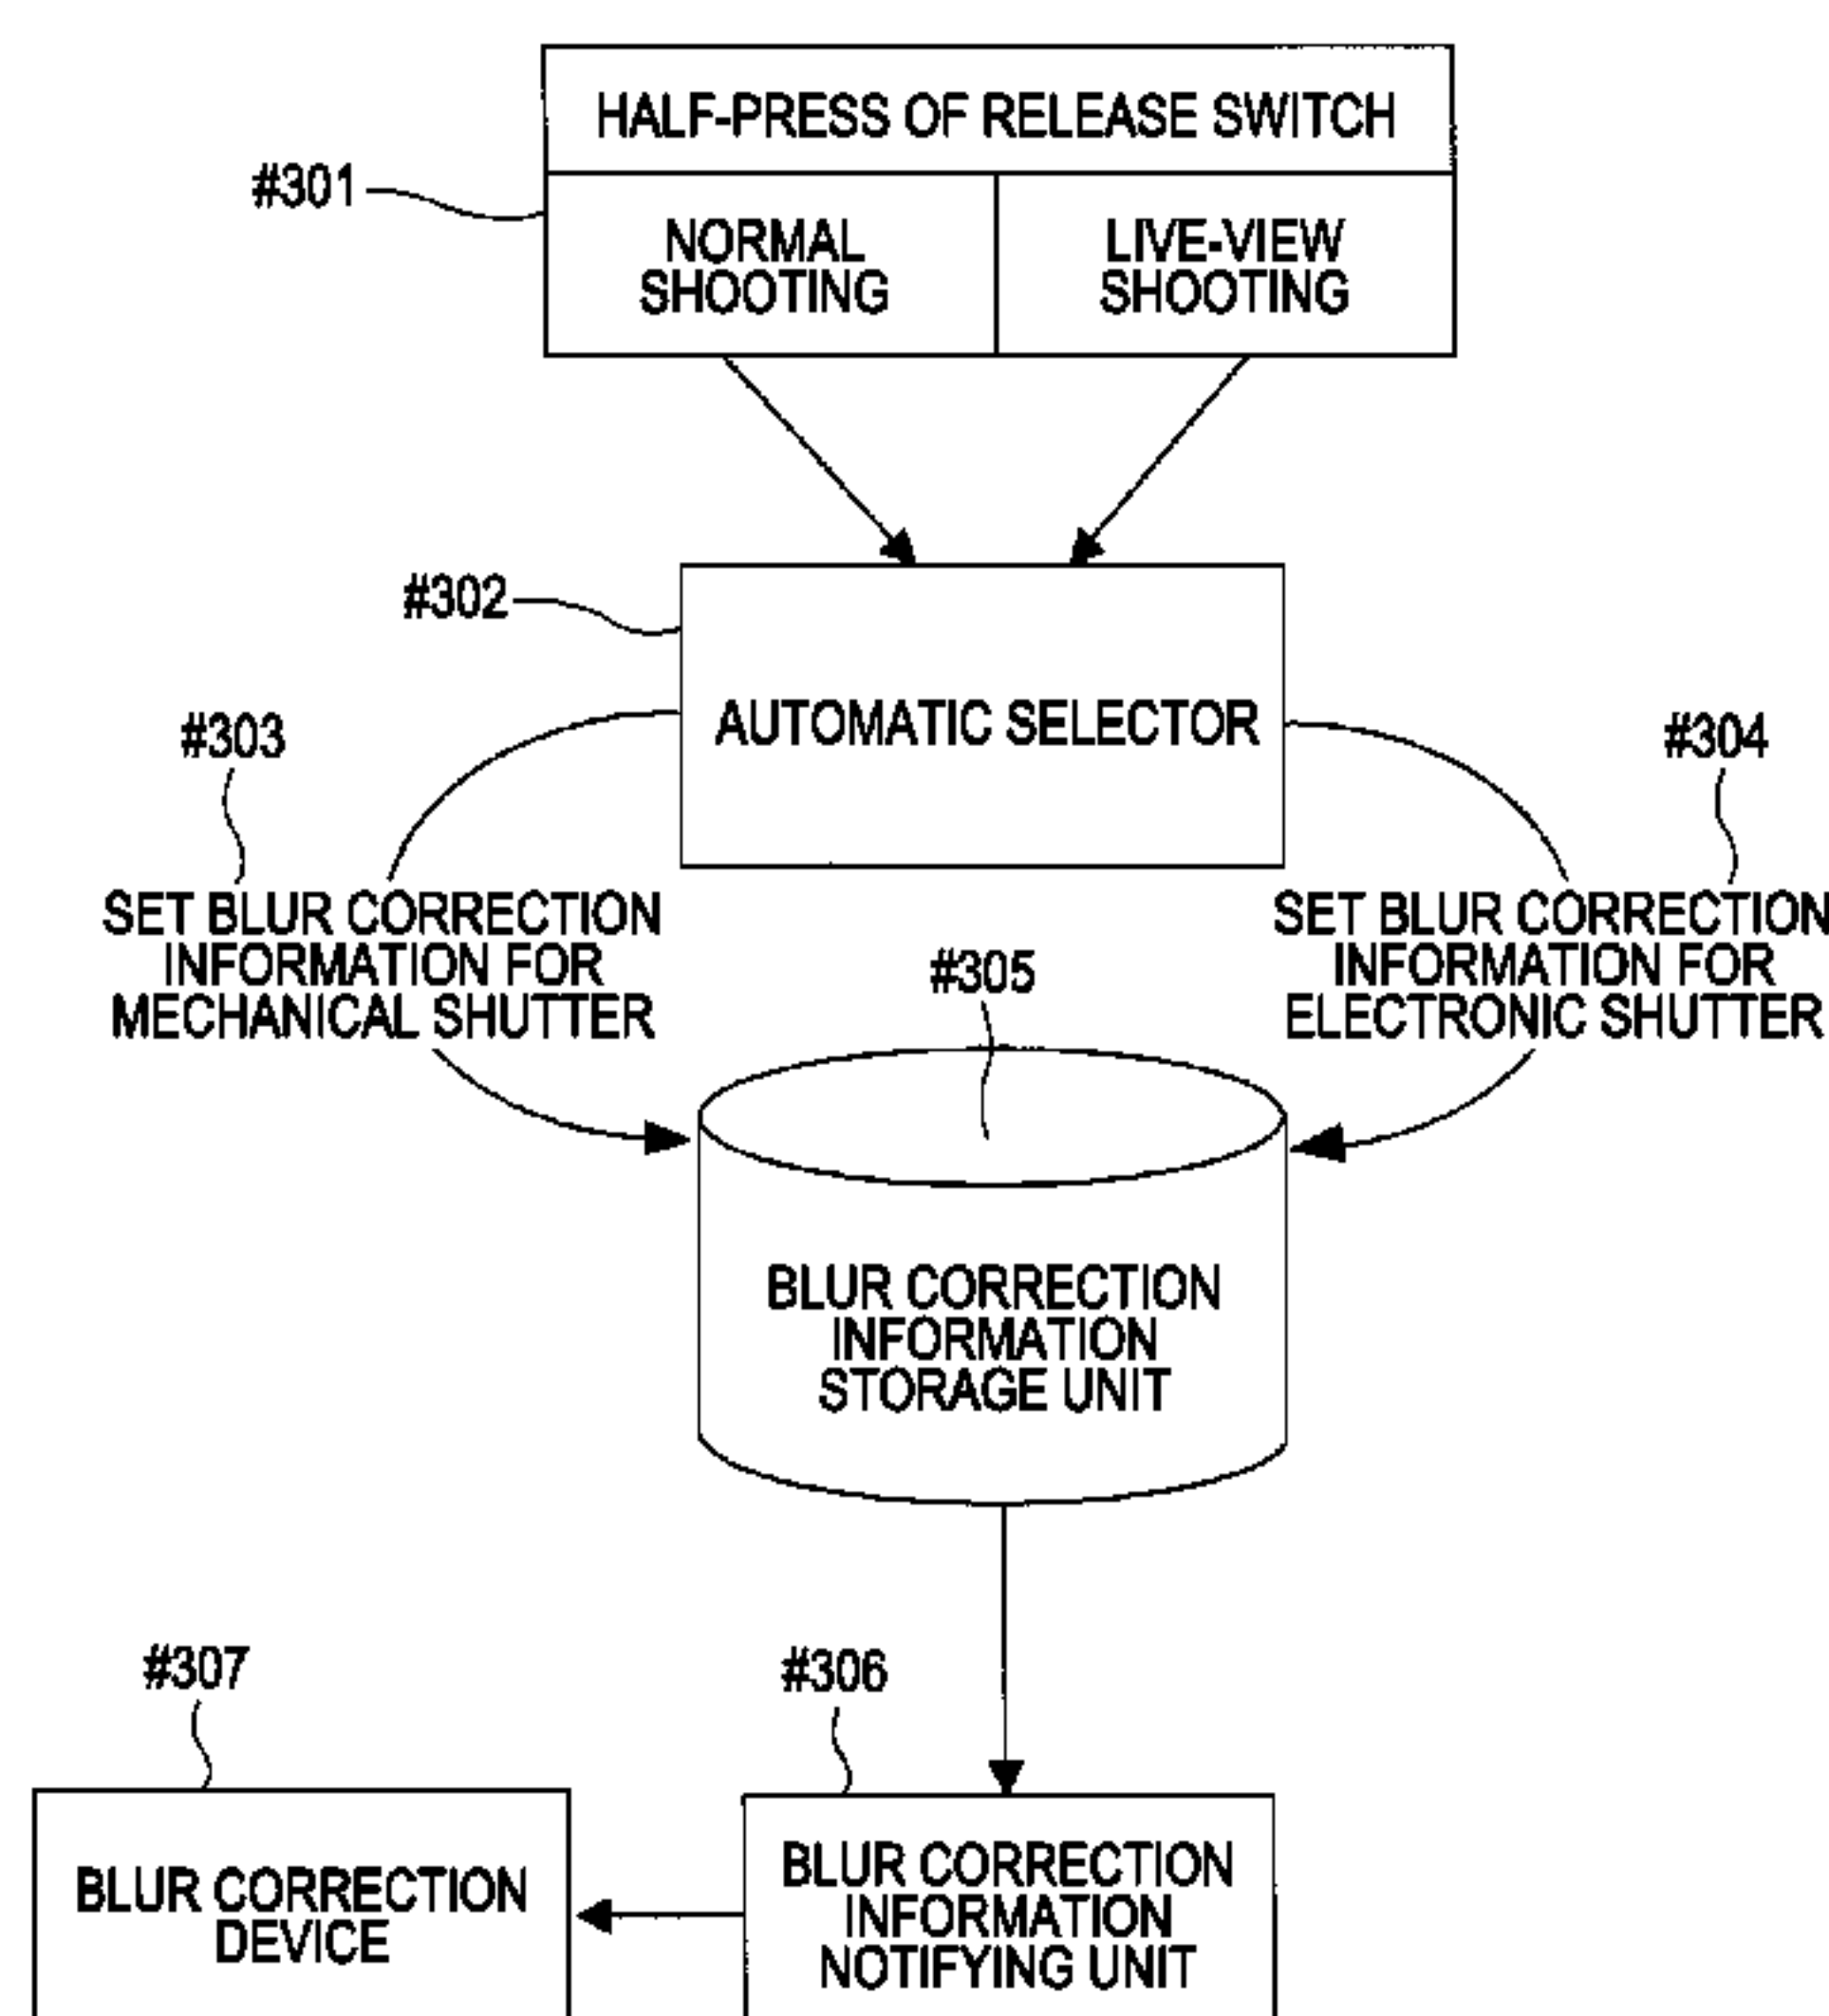 HALF-PRESS OF RELEASE SWITCH
#301
NORMAL
SHOOTING
LIVE-VIEW
SHOOTING
#302
AUTOMATIC SELECTOR
#303
#304
SET BLUR CORRECTION
INFORMATION FOR
MECHANICAL SHUTTER
SET BLUR CORRECTION
INFORMATION FOR
ELECTRONIC SHUTTER
#305
BLUR CORRECTION
INFORMATION
STORAGE UNIT
#307
#306
BLUR CORRECTION
DEVICE
BLUR CORRECTION
INFORMATION
NOTIFYING UNIT